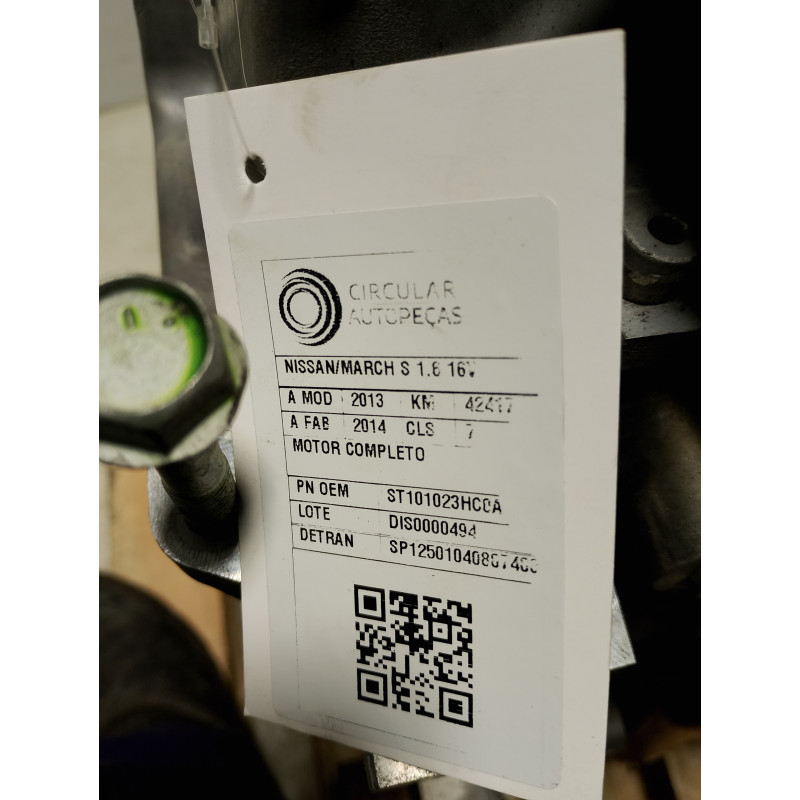 CIRCULAR
AUTOPEÇAS
NISSAN/MARCH S 1.6 16V
A MOD 2013 KM 42417
A FAB 2014 CLS 7
MOTOR COMPLETO
PN OEM ST101023HC0A
LOTE DIS0000494
DETRAN